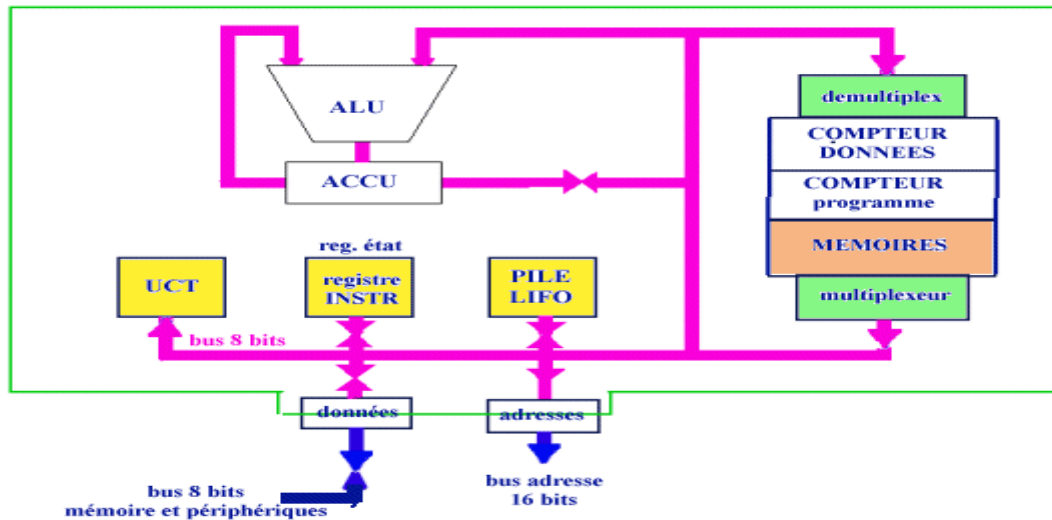 ALU
ACCU
demultiplex
COMPTEUR
DONNEES
COMPTEUR
programme
MEMOIRES
multiplexeur
reg. état
UCT
registre
INSTR
PILE
LIFO
bus 8 bits
données
adresses
bus 8 bits
mémoire et périphériques
bus adresse
16 bits